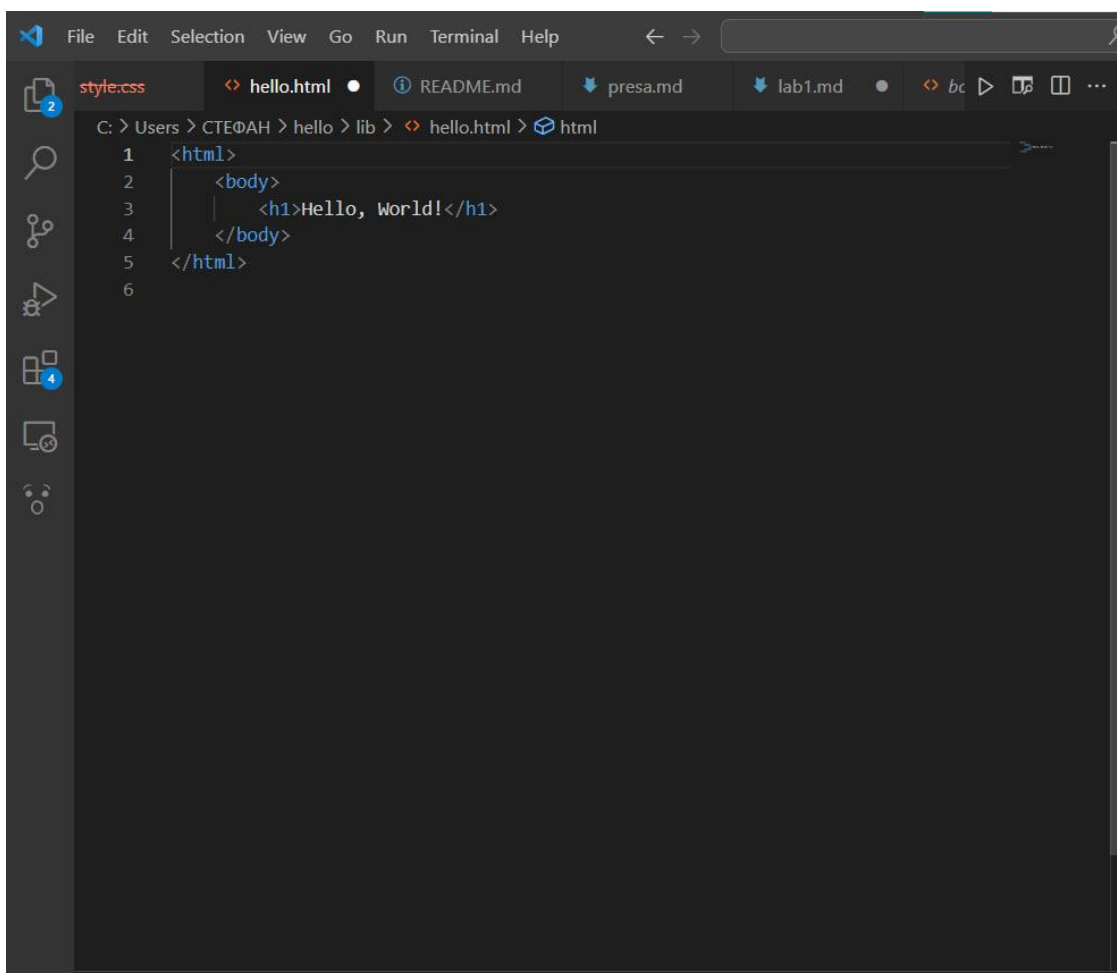 File Edit Selection View Go Run Terminal Help
style.css hello.html README.md presa.md lab1.md
C: > Users > СТЕФАН > hello > lib > hello.html > html
1 <html>
2 <body>
3 <h1>Hello, World!</h1>
4 </body>
5 </html>
6
2
4